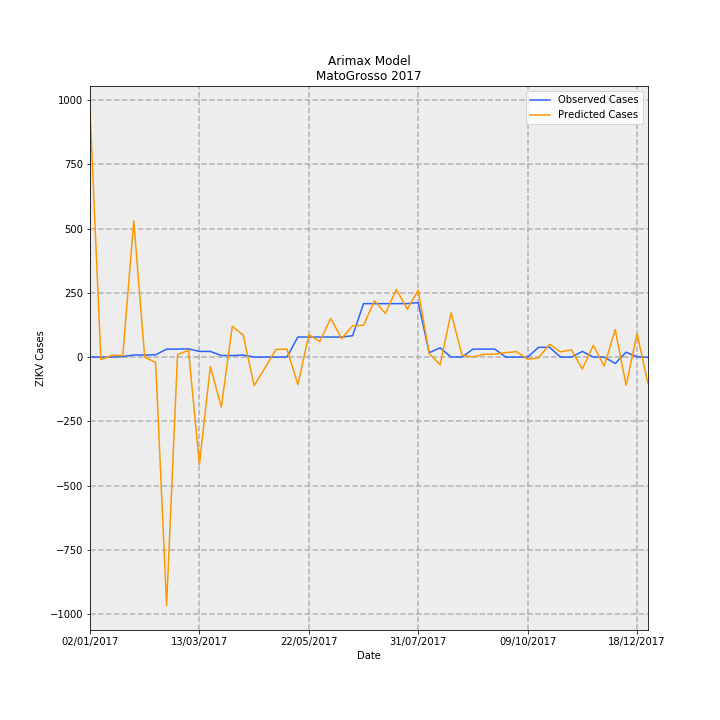 Arimax Model
MatoGrosso 2017
Observed Cases
Predicted Cases
1000
750
500
250
0
−250
−500
−750
−1000
ZIKV Cases
02/01/2017 13/03/2017 22/05/2017 31/07/2017 09/10/2017 18/12/2017
Date